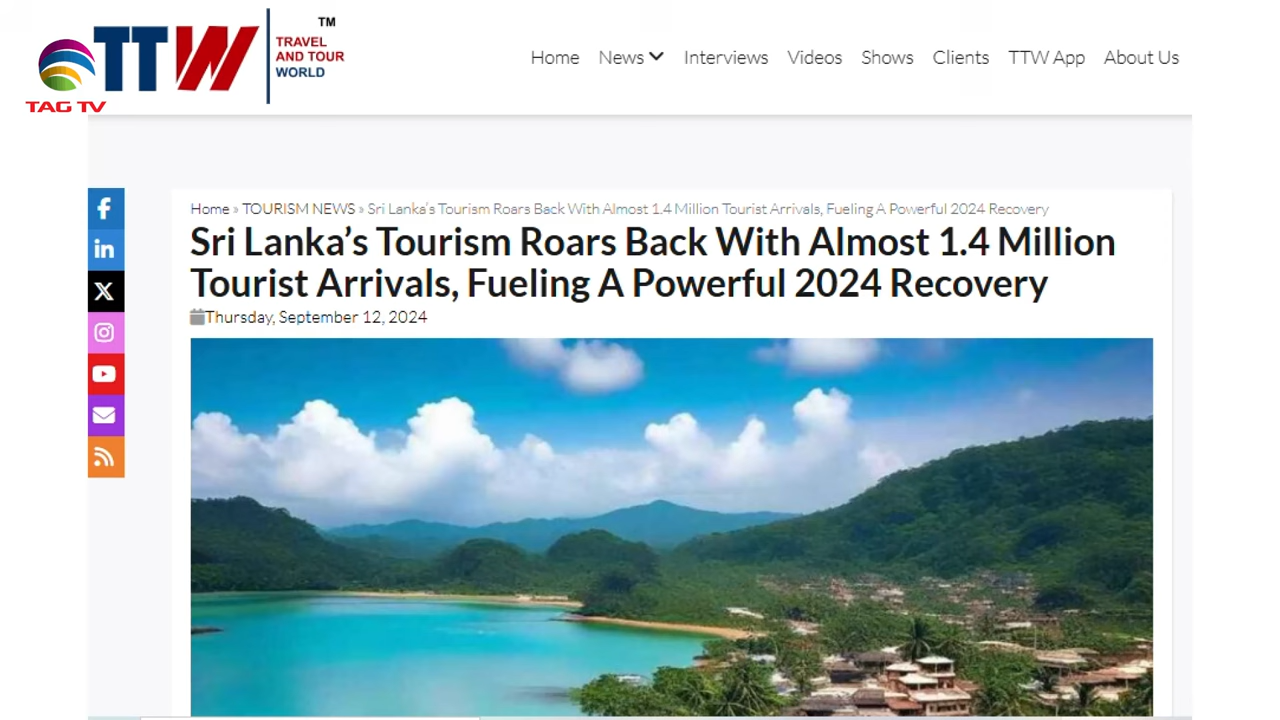 TTW
TM
TRAVEL
AND TOUR
WORLD
TAG TV
Home News Interviews Videos Shows Clients TTW App About Us
Home » TOURISM NEWS » Sri Lanka's Tourism Roars Back With Almost 1.4 Million Tourist Arrivals, Fueling A Powerful 2024 Recovery
Sri Lanka’s Tourism Roars Back With Almost 1.4 Million
Tourist Arrivals, Fueling A Powerful 2024 Recovery
Thursday, September 12, 2024